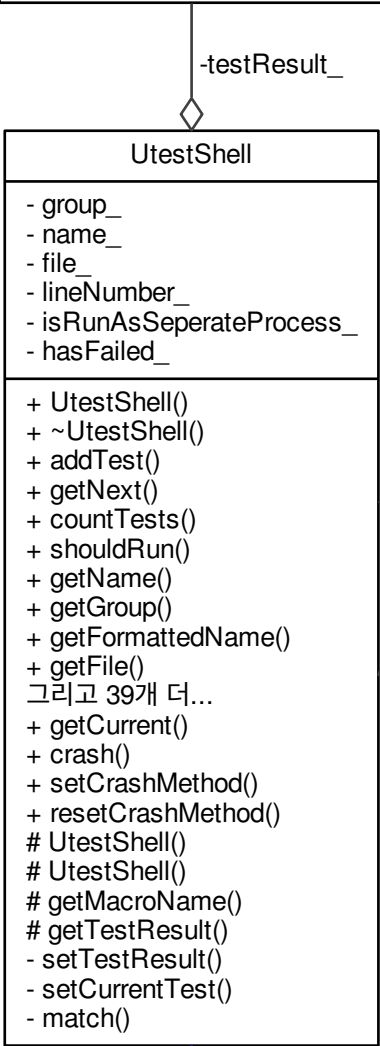 -testResult_
UtestShell
- group_
- name_
- file_
- lineNumber_
- isRunAsSeperateProcess_
- hasFailed_
+ UtestShell()
+ ~UtestShell()
+ addTest()
+ getNext()
+ countTests()
+ shouldRun()
+ getName()
+ getGroup()
+ getFormattedName()
+ getFile()
그리고 39개 더...
+ getCurrent()
+ crash()
+ setCrashMethod()
+ resetCrashMethod()
# UtestShell()
# UtestShell()
# getMacroName()
# getTestResult()
- setTestResult()
- setCurrentTest()
- match()